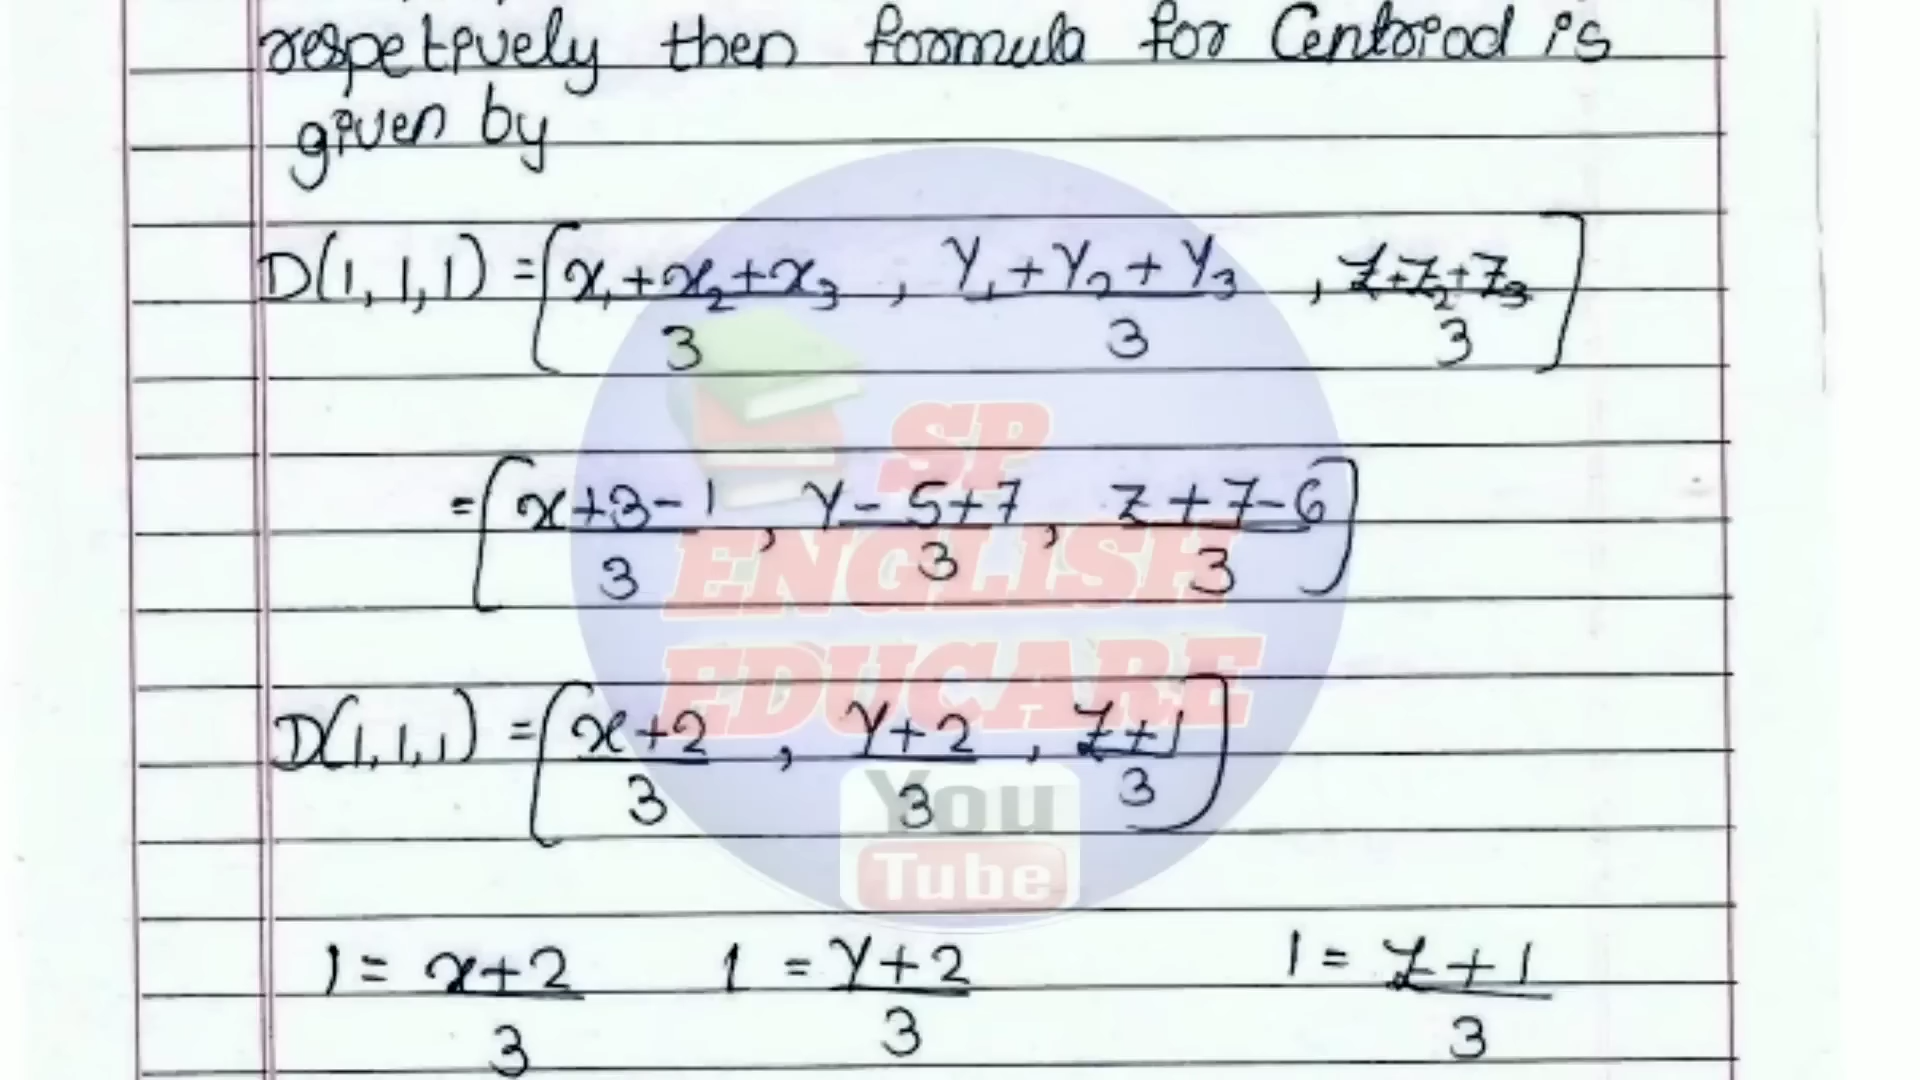 respetively then formula for Centriod is
given by
D(1,1,1) = [x₁+x₂+x₃/3 , Y₁+Y₂+Y₃/3 , Z+Z₂+Z₃/3]
= [x+3-1/3 , Y-5+7/3 , Z+7-6/3]
D(1,1,1) = [x+2/3 , Y+2/3 , Z+1/3]
1 = x+2/3 1 = Y+2/3 1 = Z+1/3
SP
ENGLISH
EDUCARE
You
Tube